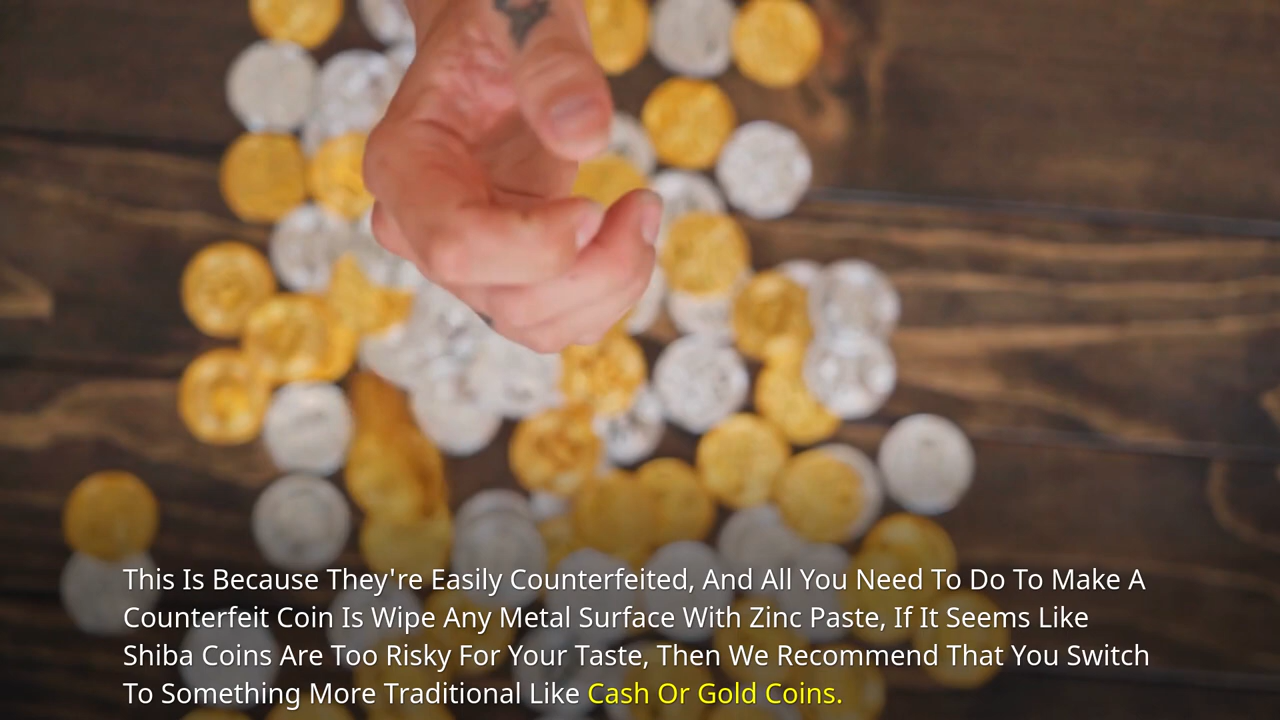 This Is Because They're Easily Counterfeited, And All You Need To Do To Make A
Counterfeit Coin Is Wipe Any Metal Surface With Zinc Paste, If It Seems Like
Shiba Coins Are Too Risky For Your Taste, Then We Recommend That You Switch
To Something More Traditional Like Cash Or Gold Coins.